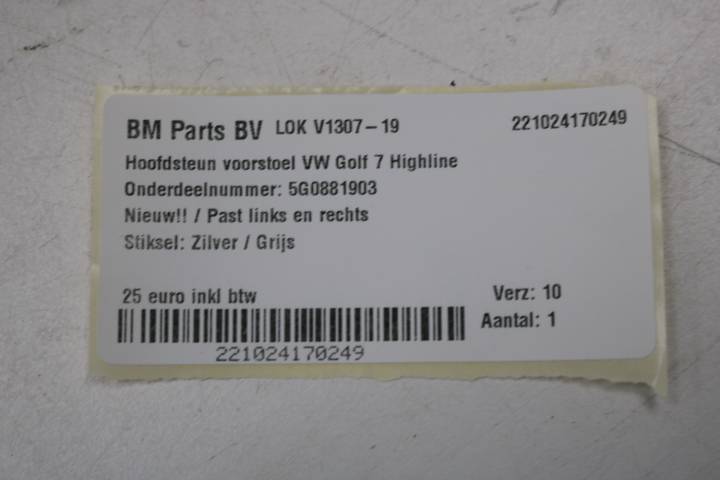 BM Parts BV LOK V1307-19 221024170249
Hoofdsteun voorstoel VW Golf 7 Highline
Onderdeelnummer: 5G0881903
Nieuw!! / Past links en rechts
Stiksel: Zilver / Grijs
25 euro inkl btw Verz: 10
Aantal: 1
221024170249